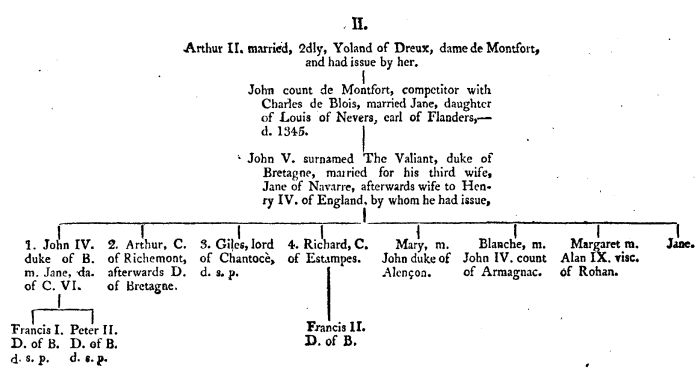 II.
Arthur II. married, 2dly, Yoland of Dreux, dame de Montfort,
and had issue by her.
John count de Montfort, competitor with
Charles de Blois, married Jane, daughter
of Louis of Nevers, earl of Flanders,—
d. 1345.
John V. surnamed The Valiant, duke of
Bretagne, married for his third wife,
Jane of Navarre, afterwards wife to Hen-
ry IV. of England, by whom he had issue,
1. John IV.
duke of B.
m. Jane, da.
of C. VI.
2. Arthur, C.
of Richemont,
afterwards D.
of Bretagne.
3. Giles, lord
of Chantocè,
d. s. p.
4. Richard, C.
of Estampes.
Mary, m.
John duke of
Alençon.
Blanche, m.
John IV. count
of Armagnac.
Margaret m.
Alan IX. visc.
of Rohan.
Jane.
Francis I.
D. of B.
d. s. p.
Peter II.
D. of B.
d. s. p.
Francis II.
D. of B.